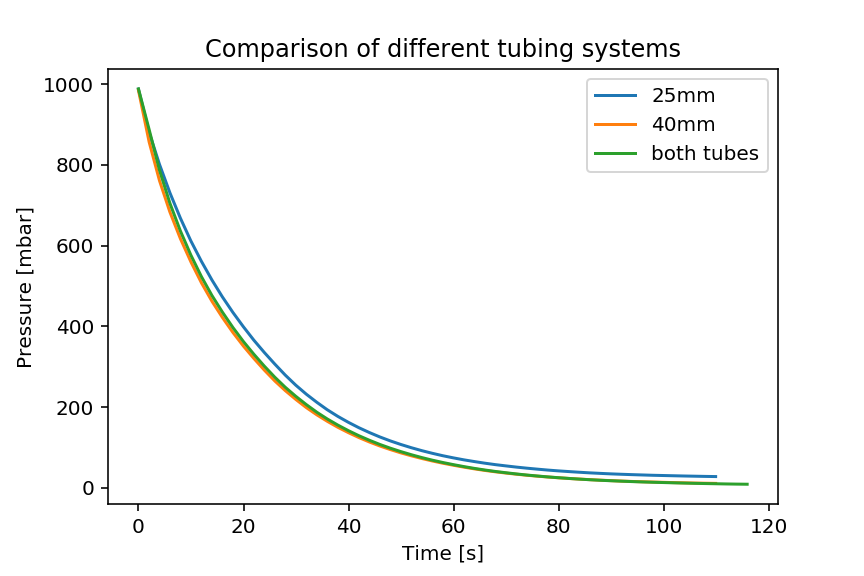 Comparison of different tubing systems
1000
800
600
400
200
0
Pressure [mbar]
25mm
40mm
both tubes
0 20 40 60 80 100 120
Time [s]